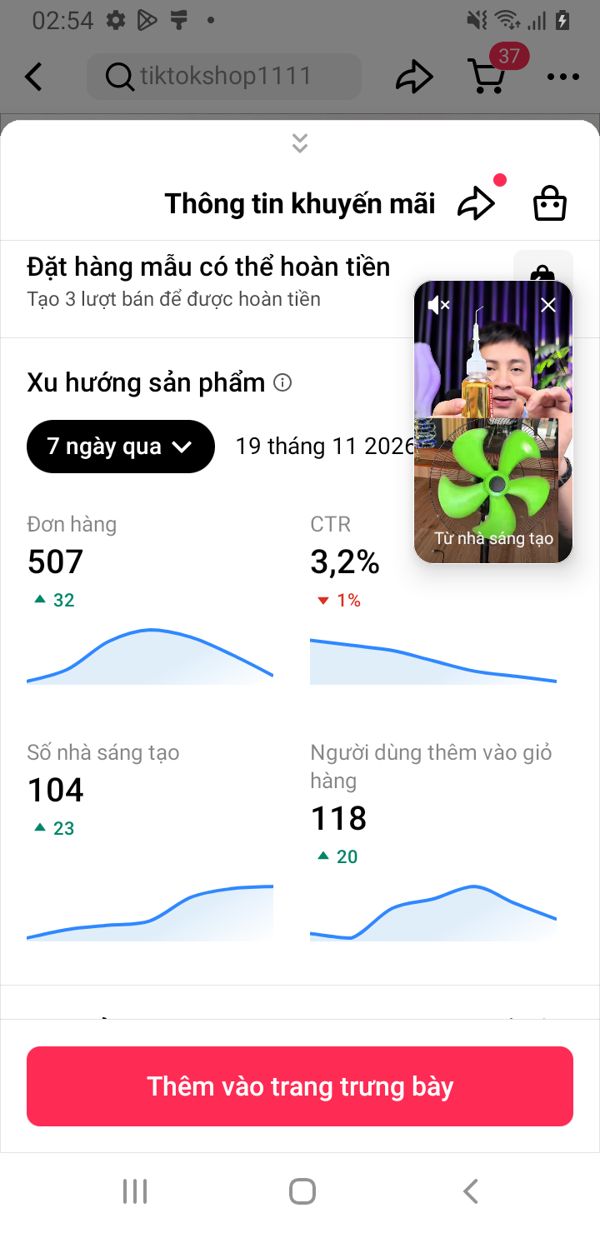 02:54
37
tiktokshop1111
Thông tin khuyến mãi
Đặt hàng mẫu có thể hoàn tiền
Tạo 3 lượt bán để được hoàn tiền
Xu hướng sản phẩm
7 ngày qua
19 tháng 11 2026
Từ nhà sáng tạo
Đơn hàng
507
32
CTR
3,2%
1%
Số nhà sáng tạo
104
23
Người dùng thêm vào giỏ
hàng
118
20
Thêm vào trang trưng bày